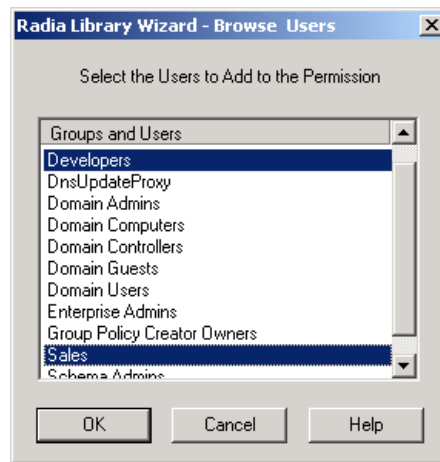 Radia Library Wizard - Browse Users
Select the Users to Add to the Permission
Groups and Users
Developers
DnsUpdateProxy
Domain Admins
Domain Computers
Domain Controllers
Domain Guests
Domain Users
Enterprise Admins
Group Policy Creator Owners
Sales
Schema Admins
OK Cancel Help